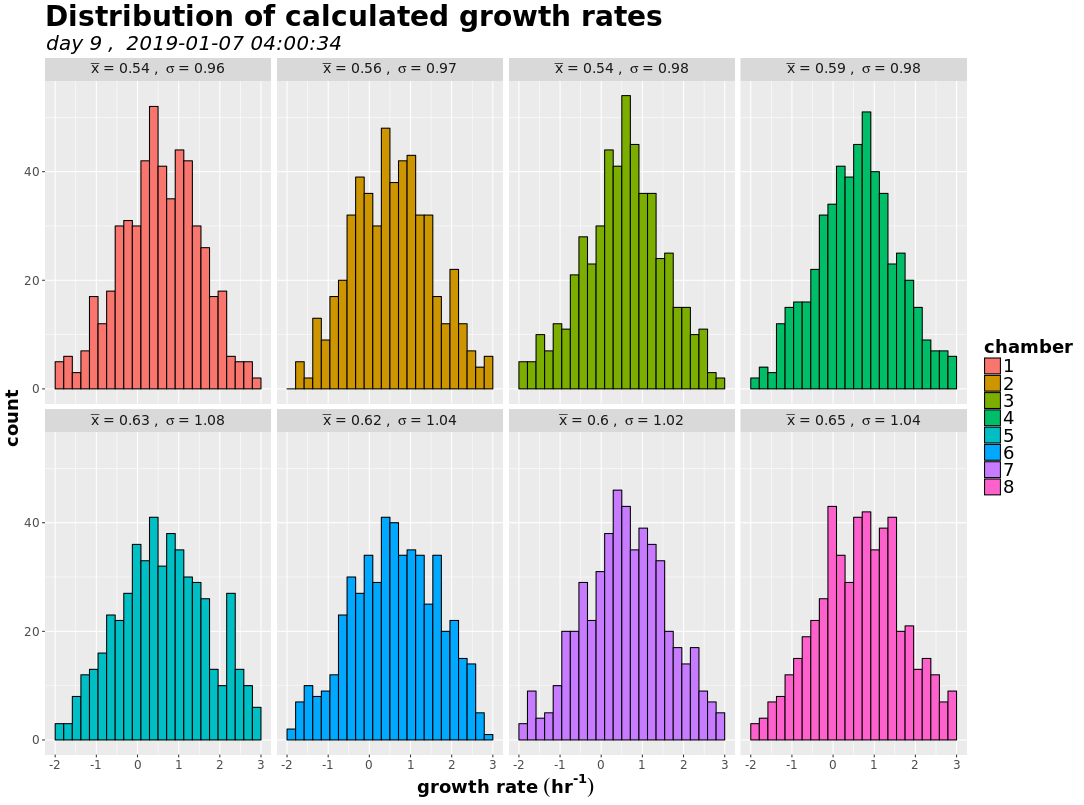 Distribution of calculated growth rates
day 9 ,  2019-01-07 04:00:34
x̅ = 0.54 ,  σ = 0.96
x̅ = 0.56 ,  σ = 0.97
x̅ = 0.54 ,  σ = 0.98
x̅ = 0.59 ,  σ = 0.98
40
20
0
x̅ = 0.63 ,  σ = 1.08
x̅ = 0.62 ,  σ = 1.04
x̅ = 0.6 ,  σ = 1.02
x̅ = 0.65 ,  σ = 1.04
40
20
0
-2 -1 0 1 2 3
-2 -1 0 1 2 3
-2 -1 0 1 2 3
-2 -1 0 1 2 3
count
growth rate (hr⁻¹)
chamber
1
2
3
4
5
6
7
8